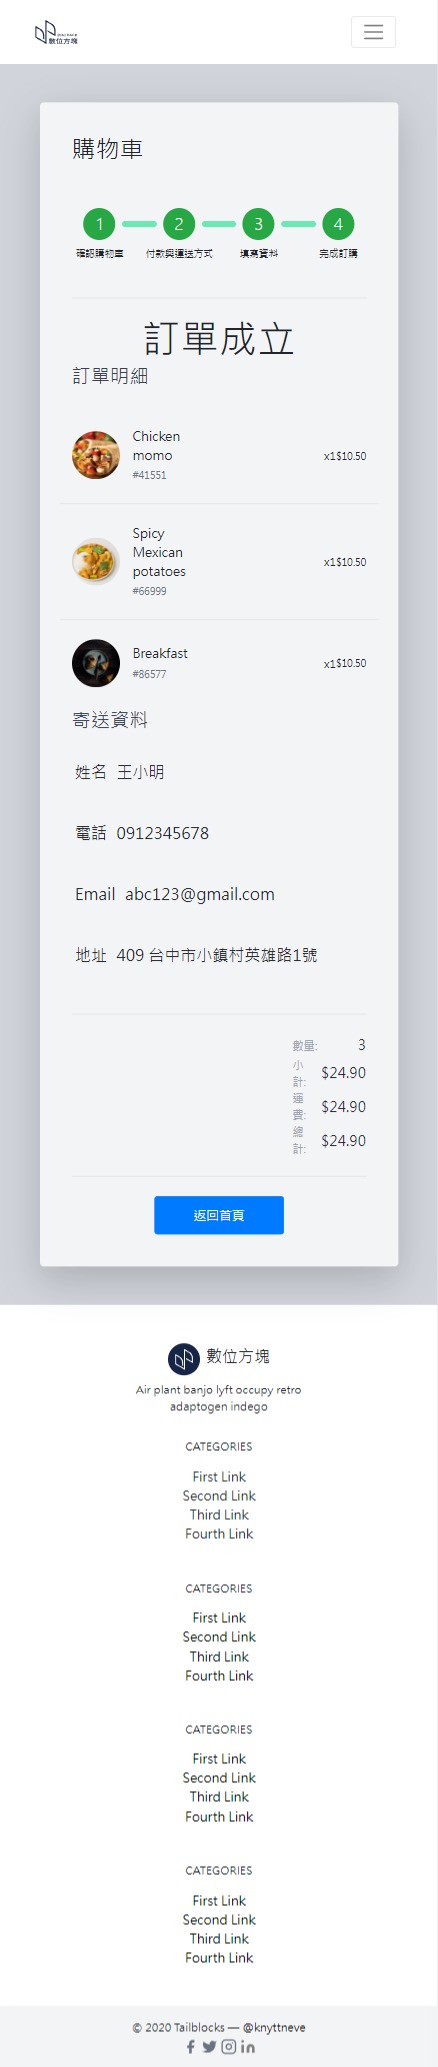 數位方塊
購物車
1 2 3 4
確認購物車 付款與運送方式 填寫資料 完成訂購
訂單成立
訂單明細
Chicken
momo
#41551
x1$10.50
Spicy
Mexican
potatoes
#66999
x1$10.50
Breakfast
#86577
x1$10.50
寄送資料
姓名 王小明
電話 0912345678
Email abc123@gmail.com
地址 409 台中市小鎮村英雄路1號
數量: 3
小
計: $24.90
運
費: $24.90
總
計: $24.90
返回首頁
數位方塊
Air plant banjo lyft occupy retro
adaptogen indego
CATEGORIES
First Link
Second Link
Third Link
Fourth Link
CATEGORIES
First Link
Second Link
Third Link
Fourth Link
CATEGORIES
First Link
Second Link
Third Link
Fourth Link
CATEGORIES
First Link
Second Link
Third Link
Fourth Link
© 2020 Tailblocks — @knyttneve